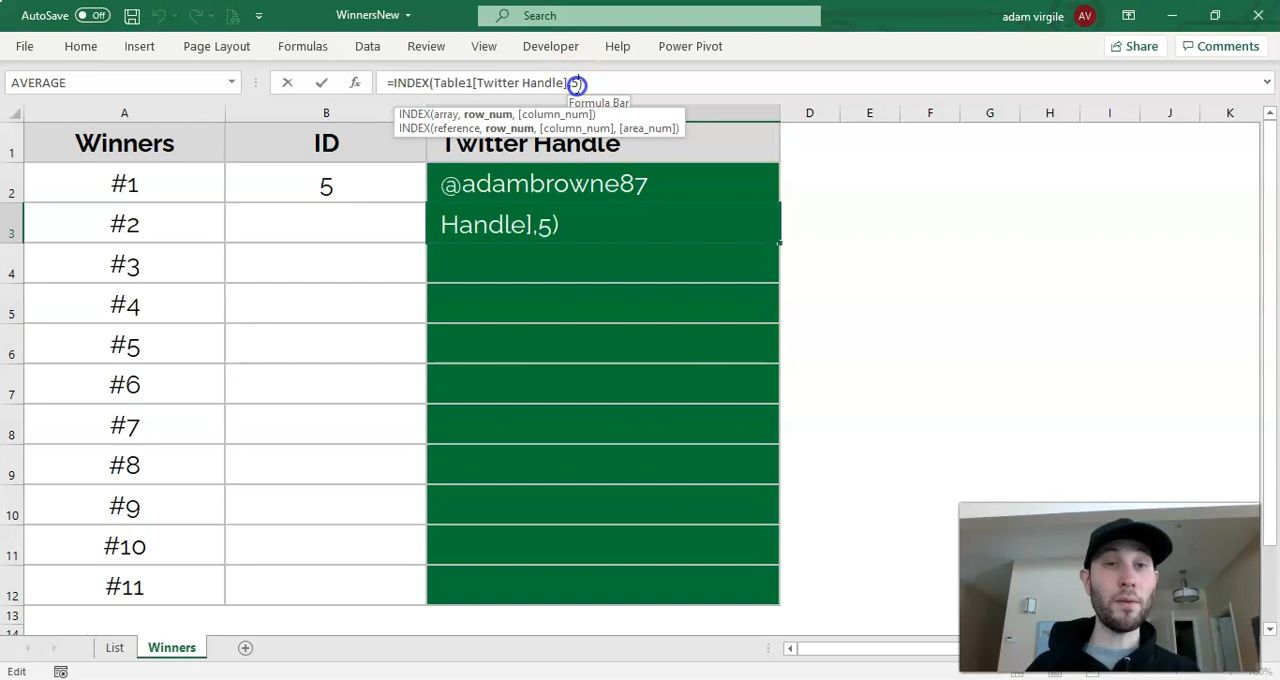 AutoSave Off WinnersNew Search adam virgile AV
File Home Insert Page Layout Formulas Data Review View Developer Help Power Pivot Share Comments
AVERAGE fx =INDEX(Table1[Twitter Handle],5)
Formula Bar
INDEX(array, row_num, [column_num])
INDEX(reference, row_num, [column_num], [area_num])
A B D E F G H I J K
1 Winners ID Twitter Handle
2 #1 5 @adambrowne87
3 #2 Handle],5)
4 #3
5 #4
6 #5
7 #6
8 #7
9 #8
10 #9
11 #10
12 #11
13
14
List Winners
Edit